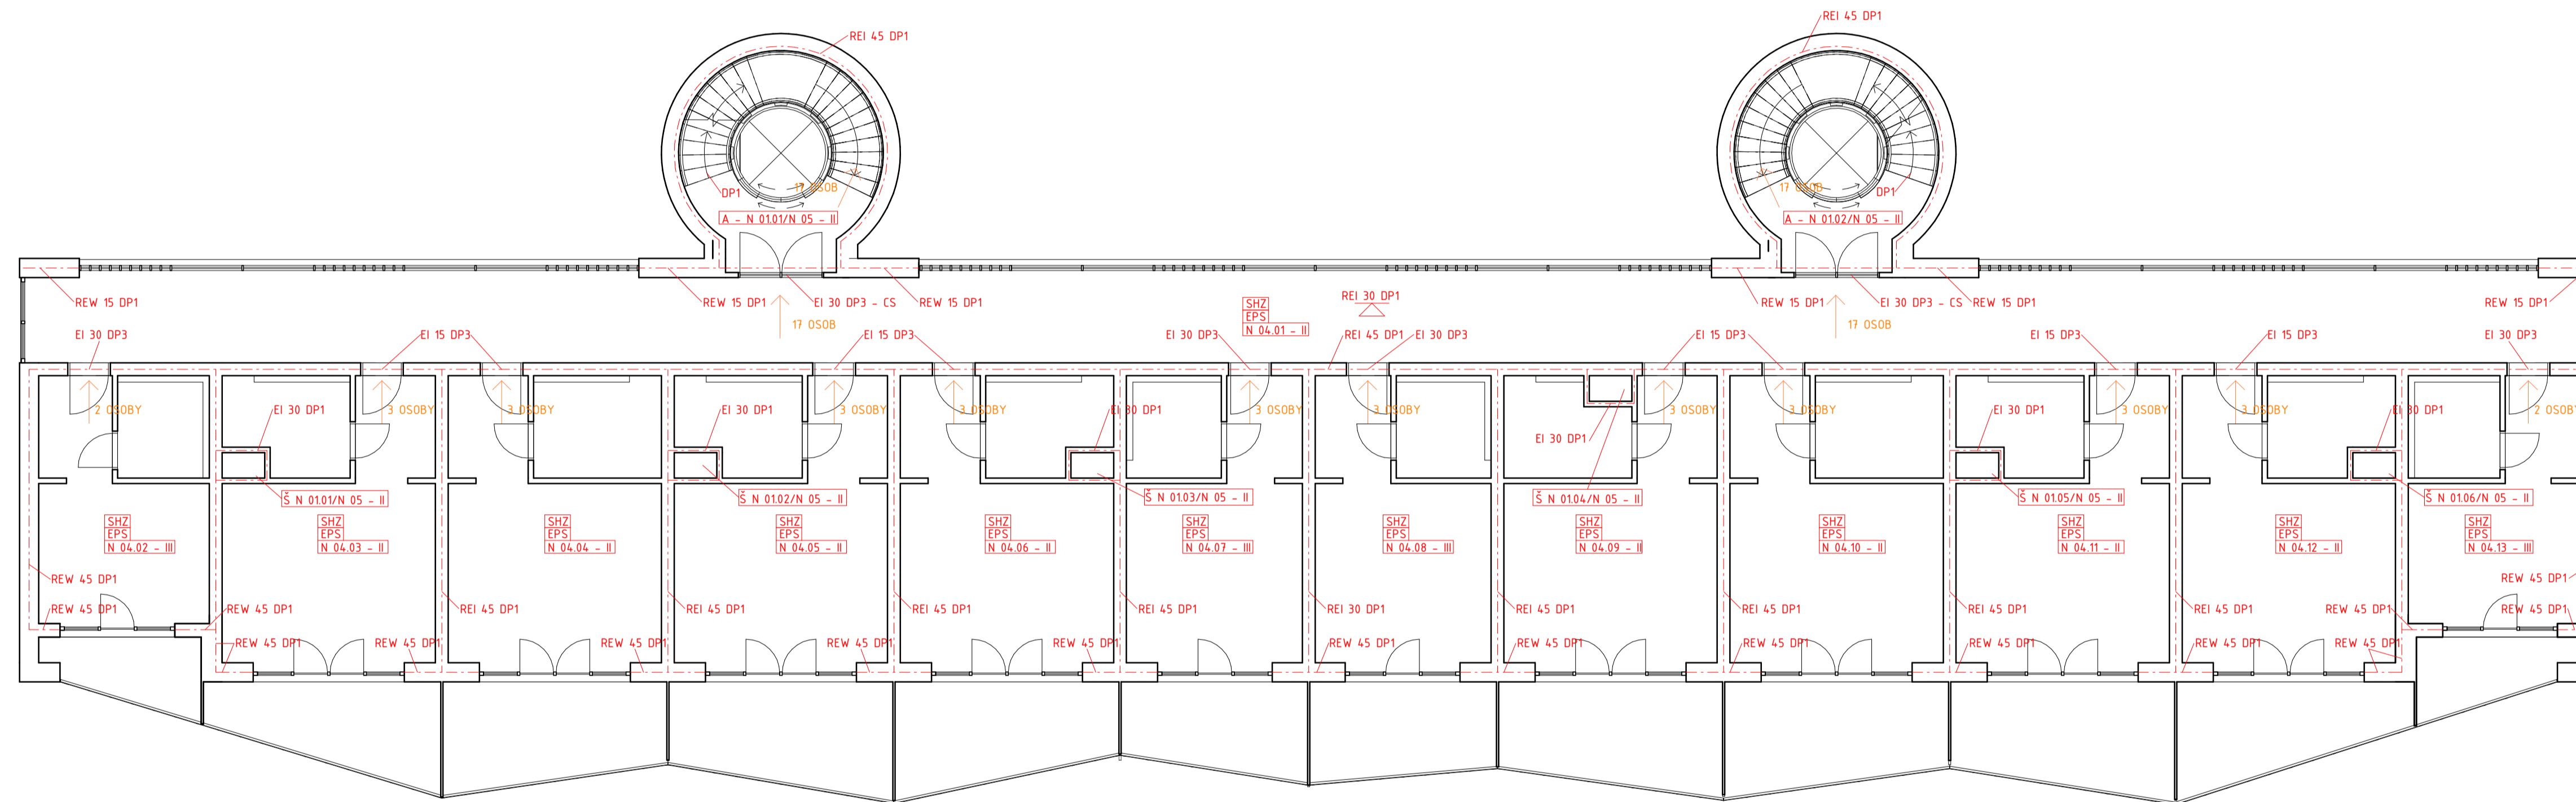 REI 45 DP1
REI 45 DP1
DP1
17 OSOB
17 OSOB
DP1
A - N 01.01/N 05 - II
A - N 01.02/N 05 - II
REW 15 DP1
REW 15 DP1
EI 30 DP3 - CS
REW 15 DP1
SHZ
EPS
N 04.01 - II
REI 30 DP1
REW 15 DP1
EI 30 DP3 - CS
REW 15 DP1
REW 15 DP1
17 OSOB
17 OSOB
EI 30 DP3
EI 15 DP3
EI 15 DP3
EI 30 DP3
REI 45 DP1
EI 30 DP3
EI 15 DP3
EI 15 DP3
EI 15 DP3
EI 30 DP3
2 OSOBY
3 OSOBY
3 OSOBY
3 OSOBY
3 OSOBY
3 OSOBY
3 OSOBY
3 OSOBY
3 OSOBY
3 OSOBY
3 OSOBY
2 OSOBY
EI 30 DP1
EI 30 DP1
EI 30 DP1
EI 30 DP1
EI 30 DP1
EI 30 DP1
Š N 01.01/N 05 - II
Š N 01.02/N 05 - II
Š N 01.03/N 05 - II
Š N 01.04/N 05 - II
Š N 01.05/N 05 - II
Š N 01.06/N 05 - II
SHZ
EPS
N 04.02 - III
SHZ
EPS
N 04.03 - II
SHZ
EPS
N 04.04 - II
SHZ
EPS
N 04.05 - II
SHZ
EPS
N 04.06 - II
SHZ
EPS
N 04.07 - III
SHZ
EPS
N 04.08 - III
SHZ
EPS
N 04.09 - II
SHZ
EPS
N 04.10 - II
SHZ
EPS
N 04.11 - II
SHZ
EPS
N 04.12 - II
SHZ
EPS
N 04.13 - III
REW 45 DP1
REW 45 DP1
REW 45 DP1
REW 45 DP1
REI 45 DP1
REI 45 DP1
REI 45 DP1
REI 45 DP1
REI 30 DP1
REI 45 DP1
REI 45 DP1
REI 45 DP1
REI 45 DP1
REW 45 DP1
REW 45 DP1
REW 45 DP1
REW 45 DP1
REW 45 DP1
REW 45 DP1
REW 45 DP1
REW 45 DP1
REW 45 DP1
REW 45 DP1
REW 45 DP1
REW 45 DP1
REW 45 DP1
REW 45 DP1